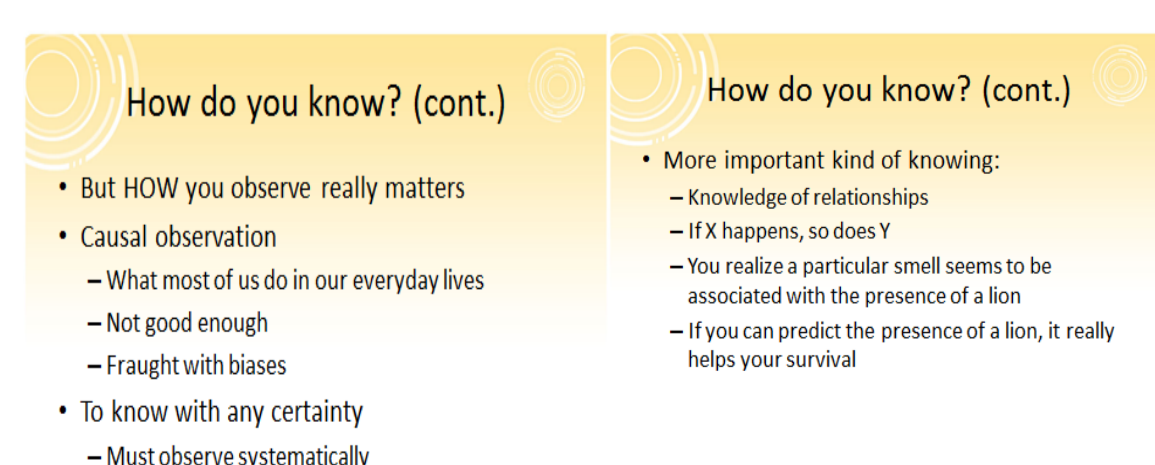 How do you know? (cont.)
• But HOW you observe really matters
• Causal observation
– What most of us do in our everyday lives
– Not good enough
– Fraught with biases
• To know with any certainty
– Must observe systematically
How do you know? (cont.)
• More important kind of knowing:
– Knowledge of relationships
– If X happens, so does Y
– You realize a particular smell seems to be
associated with the presence of a lion
– If you can predict the presence of a lion, it really
helps your survival